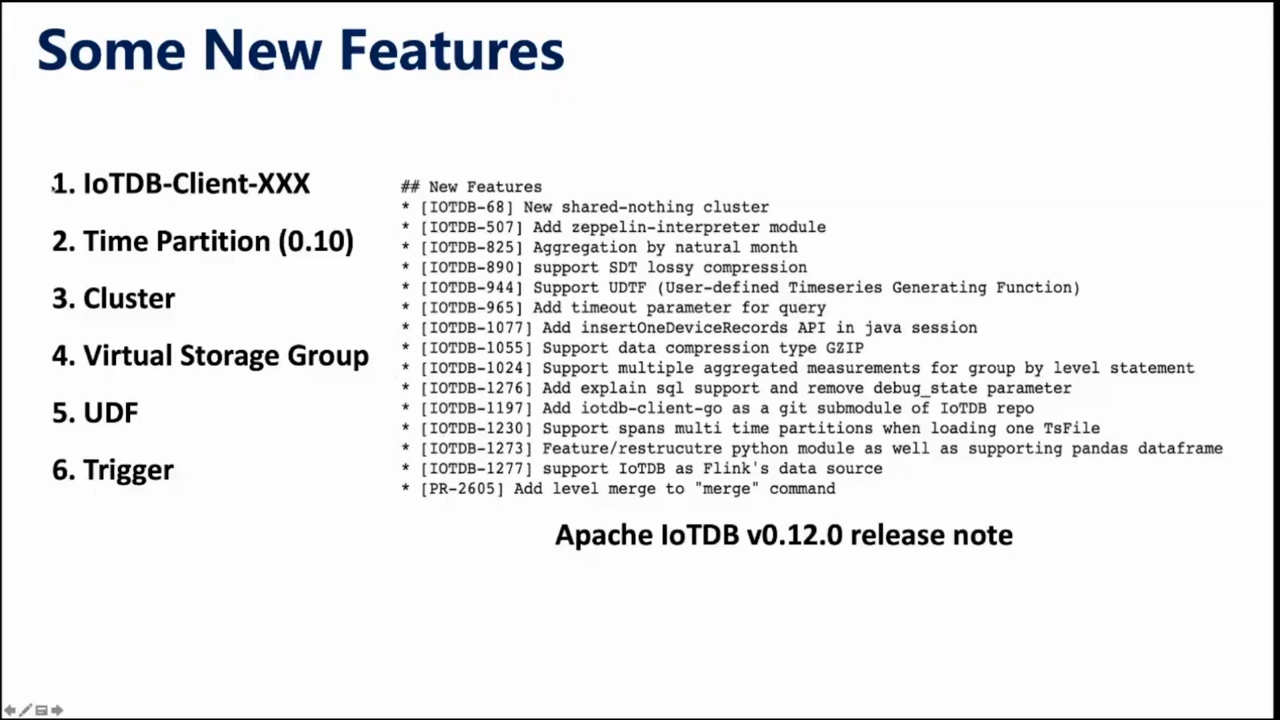 Some New Features
1. IoTDB-Client-XXX
2. Time Partition (0.10)
3. Cluster
4. Virtual Storage Group
5. UDF
6. Trigger
## New Features
* [IOTDB-68] New shared-nothing cluster
* [IOTDB-507] Add zeppelin-interpreter module
* [IOTDB-825] Aggregation by natural month
* [IOTDB-890] support SDT lossy compression
* [IOTDB-944] Support UDTF (User-defined Timeseries Generating Function)
* [IOTDB-965] Add timeout parameter for query
* [IOTDB-1077] Add insertOneDeviceRecords API in java session
* [IOTDB-1055] Support data compression type GZIP
* [IOTDB-1024] Support multiple aggregated measurements for group by level statement
* [IOTDB-1276] Add explain sql support and remove debug_state parameter
* [IOTDB-1197] Add iotdb-client-go as a git submodule of IoTDB repo
* [IOTDB-1230] Support spans multi time partitions when loading one TsFile
* [IOTDB-1273] Feature/restrucutre python module as well as supporting pandas dataframe
* [IOTDB-1277] support IoTDB as Flink's data source
* [PR-2605] Add level merge to "merge" command
Apache IoTDB v0.12.0 release note